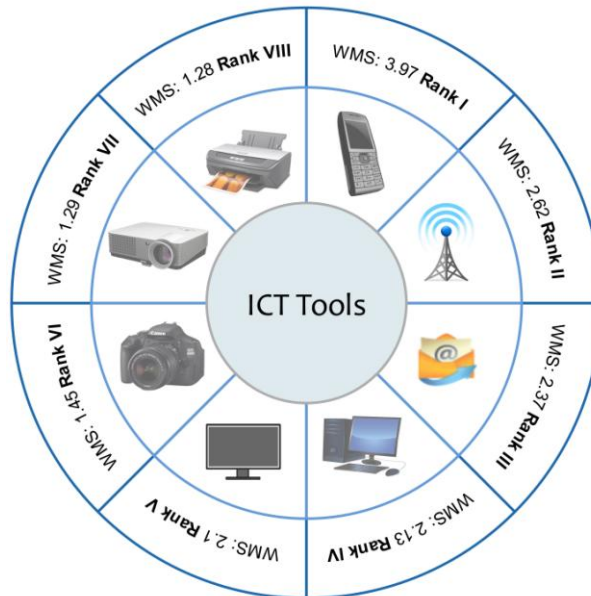 WMS: 3.97 Rank I
WMS: 2.62 Rank II
WMS: 2.37 Rank III
WMS: 2.13 Rank IV
WMS: 2.1 Rank V
WMS: 1.45 Rank VI
WMS: 1.29 Rank VII
WMS: 1.28 Rank VIII
ICT Tools
@
Canon